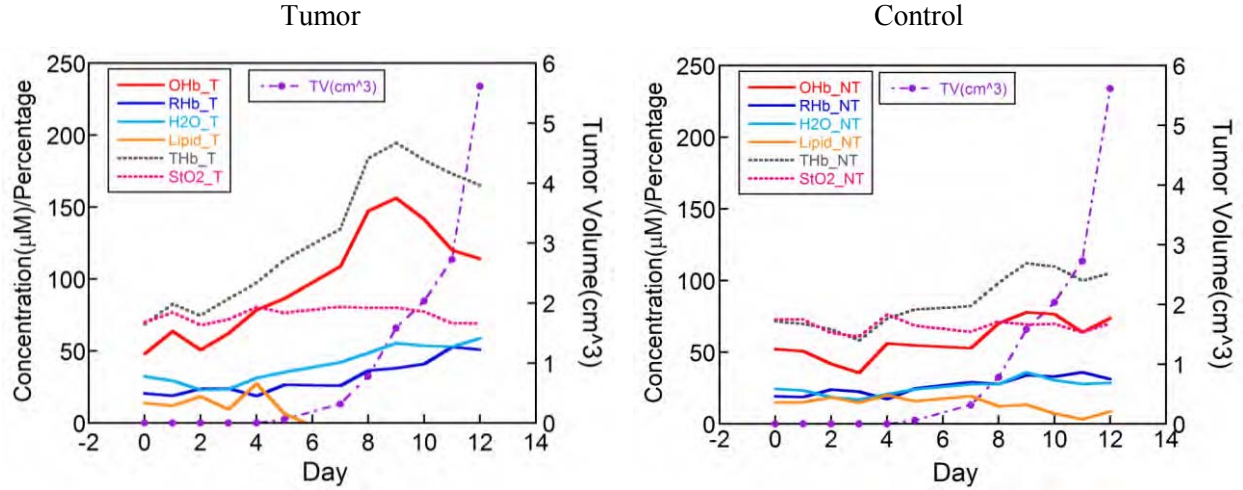 Tumor
Control
250
200
150
100
50
0
Concentration(μM)/Percentage
OHb_T
RHb_T
H2O_T
Lipid_T
THb_T
StO2_T
TV(cm^3)
6
5
4
3
2
1
0
Tumor Volume(cm^3)
-2 0 2 4 6 8 10 12 14
Day
250
200
150
100
50
0
Concentration(μM)/Percentage
OHb_NT
RHb_NT
H2O_NT
Lipid_NT
THb_NT
StO2_NT
TV(cm^3)
6
5
4
3
2
1
0
Tumor Volume(cm^3)
-2 0 2 4 6 8 10 12 14
Day